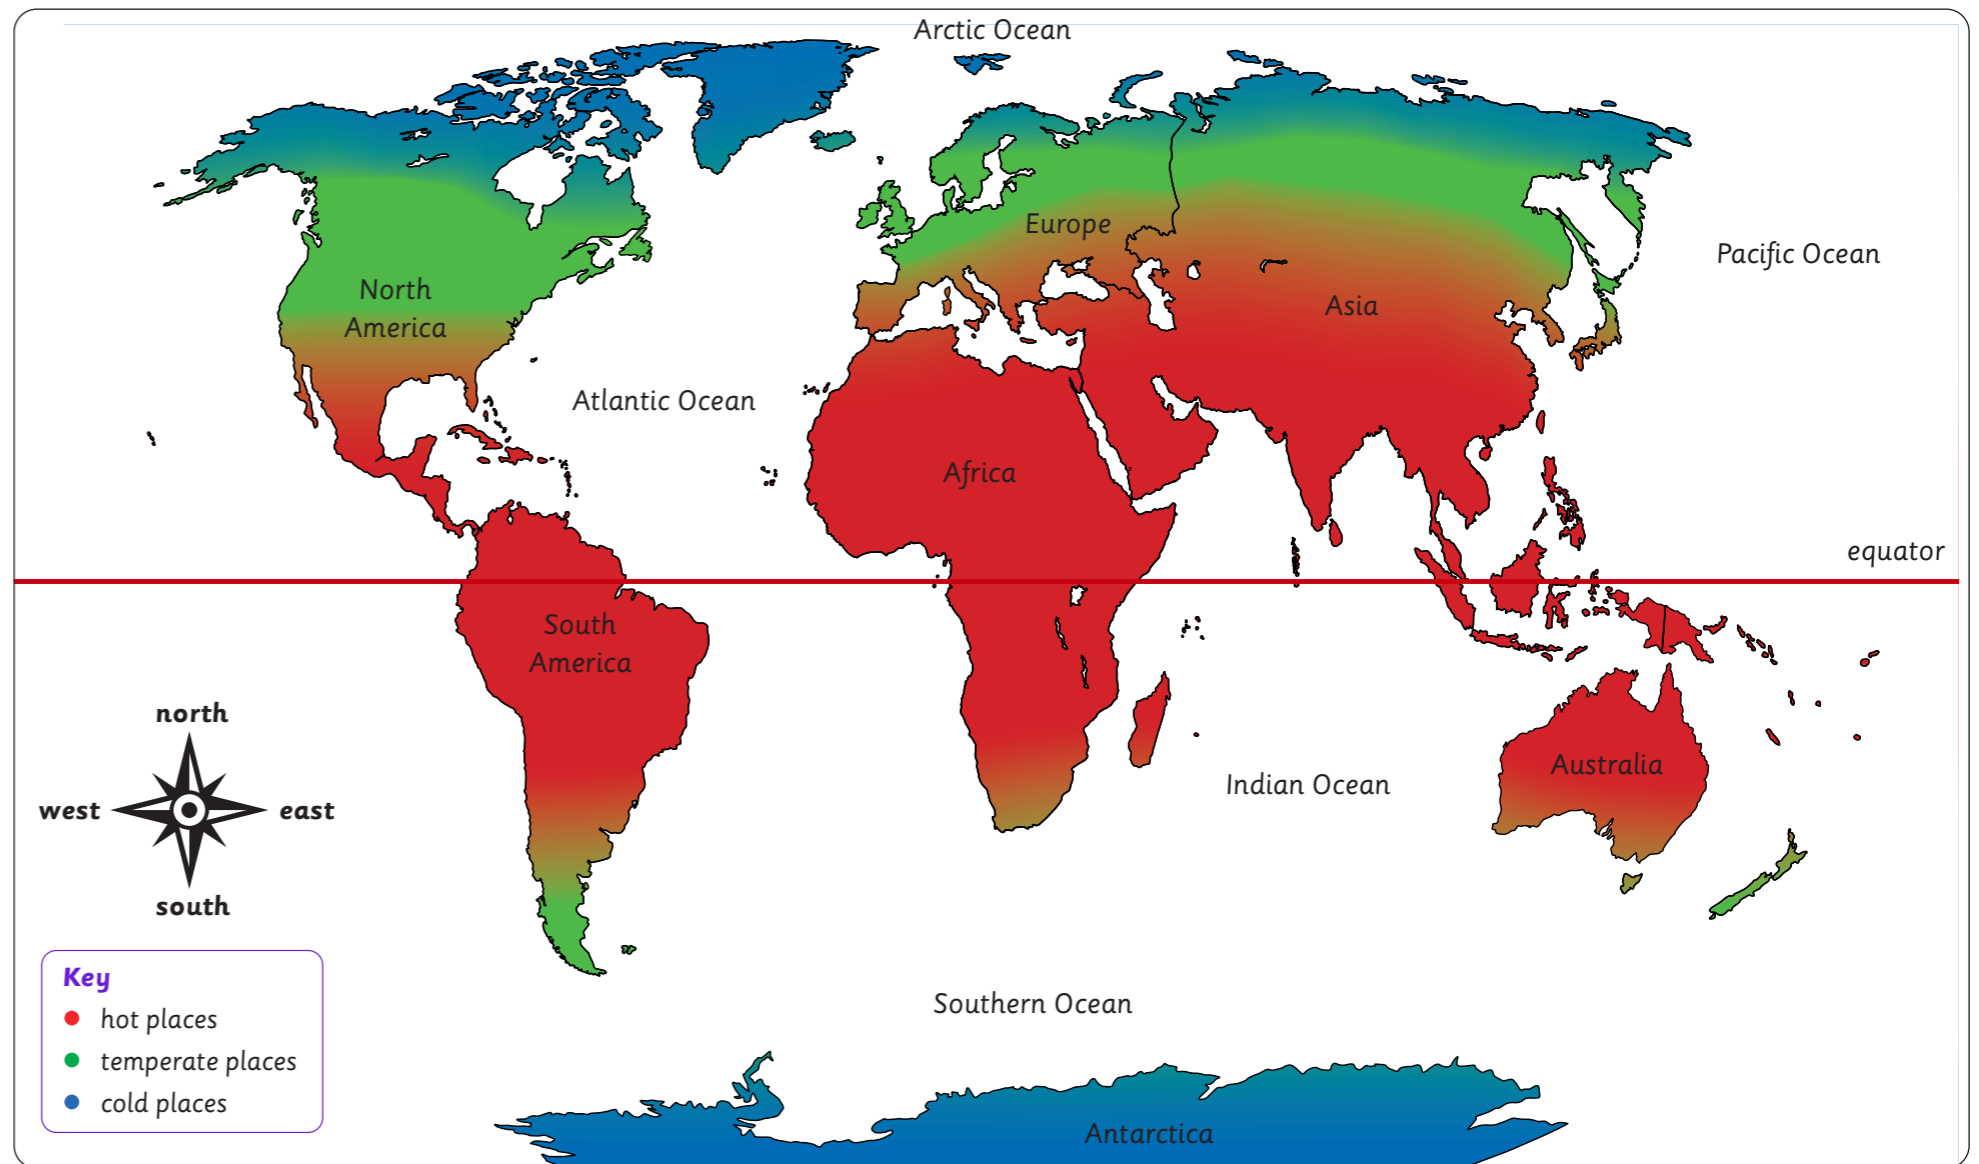 Arctic Ocean
Europe
Pacific Ocean
North
America
Asia
Atlantic Ocean
Africa
equator
South
America
north
west
east
south
Indian Ocean
Australia
Key
hot places
temperate places
cold places
Southern Ocean
Antarctica